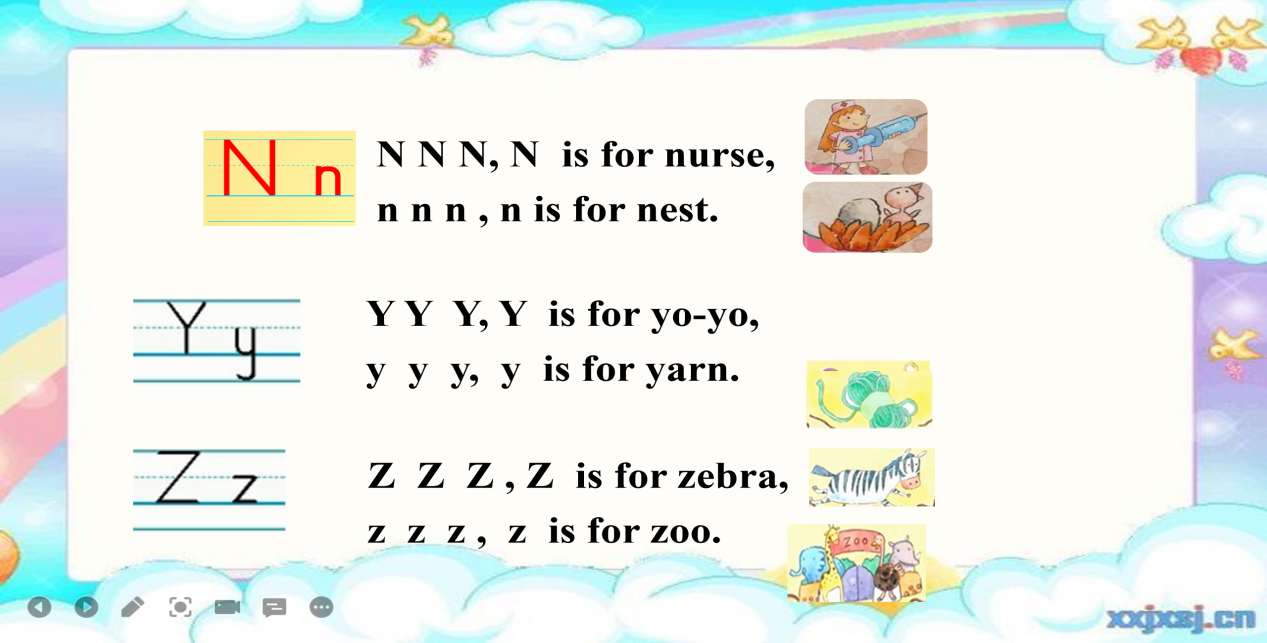 N n
N N N, N is for nurse,
n n n , n is for nest.
Y y
Y Y Y, Y is for yo-yo,
y y y, y is for yarn.
Z z
Z Z Z , Z is for zebra,
z z z , z is for zoo.
ZOO
xxjxsj.cn